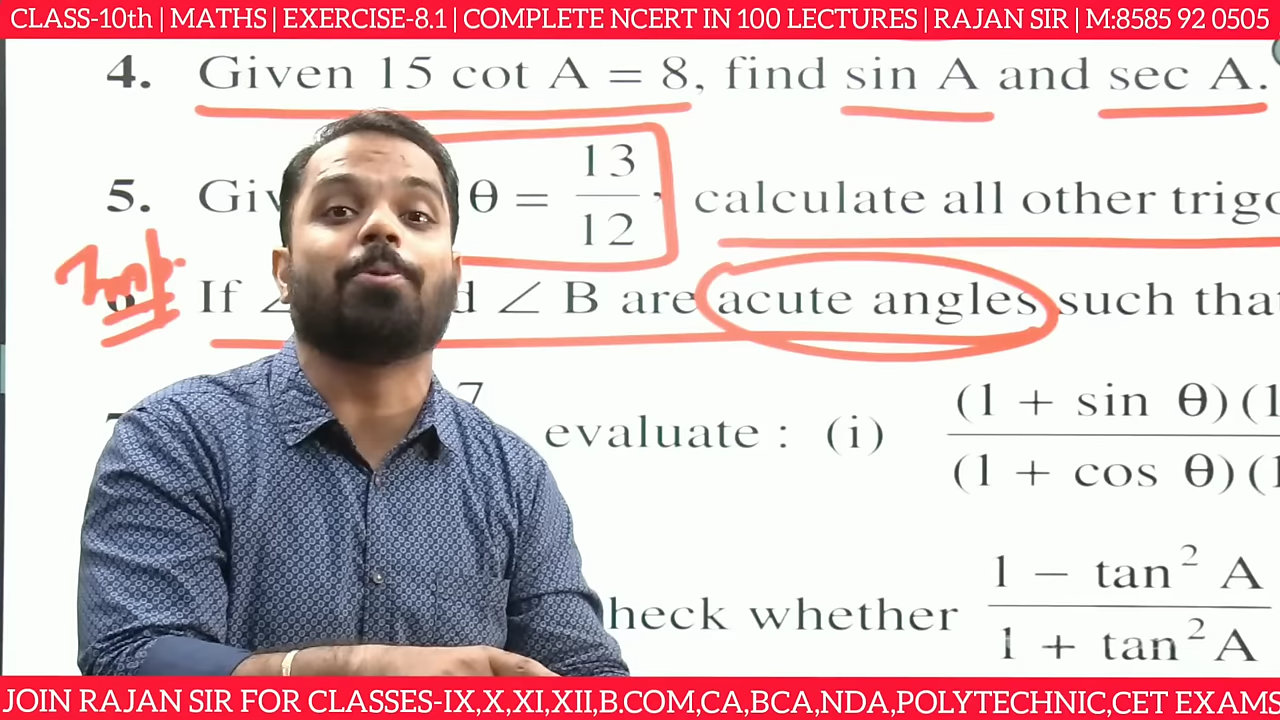 CLASS-10th | MATHS | EXERCISE-8.1 | COMPLETE NCERT IN 100 LECTURES | RAJAN SIR | M:8585 92 0505
4. Given 15 cot A = 8, find sin A and sec A.
5. Giv θ = 13/12, calculate all other trigo
If ∠ d ∠ B are acute angles such tha
7 evaluate : (i) (1 + sin θ)(1 / (1 + cos θ)(1
heck whether 1 − tan² A / 1 + tan² A
JOIN RAJAN SIR FOR CLASSES-IX,X,XI,XII,B.COM,CA,BCA,NDA,POLYTECHNIC,CET EXAMS